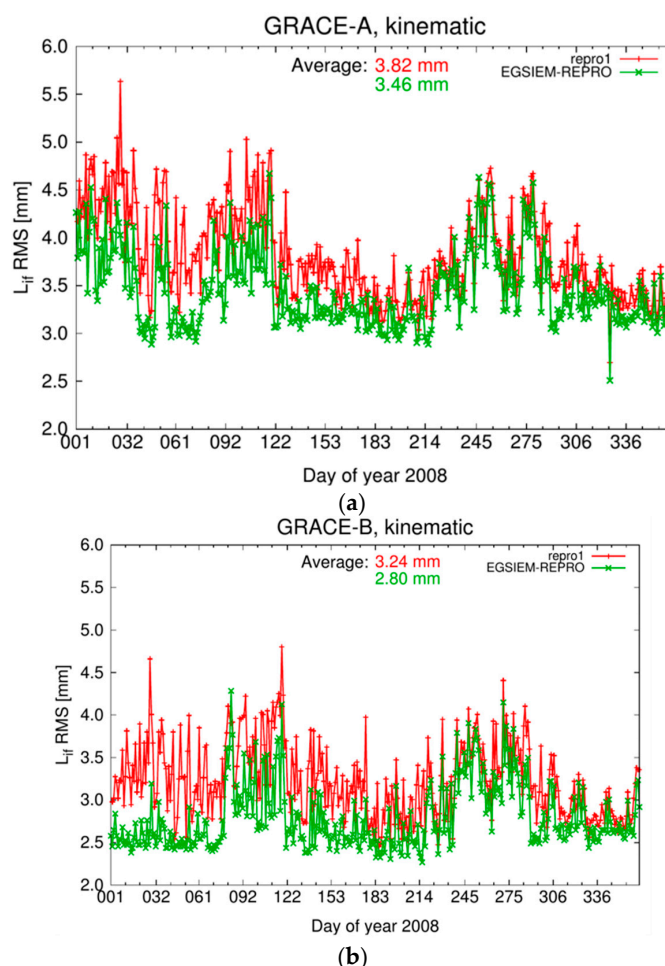 GRACE-A, kinematic
6.0
5.5
5.0
4.5
4.0
3.5
3.0
2.5
2.0
Lif RMS [mm]
Average: 3.82 mm
3.46 mm
repro1
EGSIEM-REPRO
001 032 061 092 122 153 183 214 245 275 306 336
Day of year 2008
(a)
GRACE-B, kinematic
6.0
5.5
5.0
4.5
4.0
3.5
3.0
2.5
2.0
Lif RMS [mm]
Average: 3.24 mm
2.80 mm
repro1
EGSIEM-REPRO
001 032 062 092 122 153 183 214 245 275 306 336
Day of year 2008
(b)